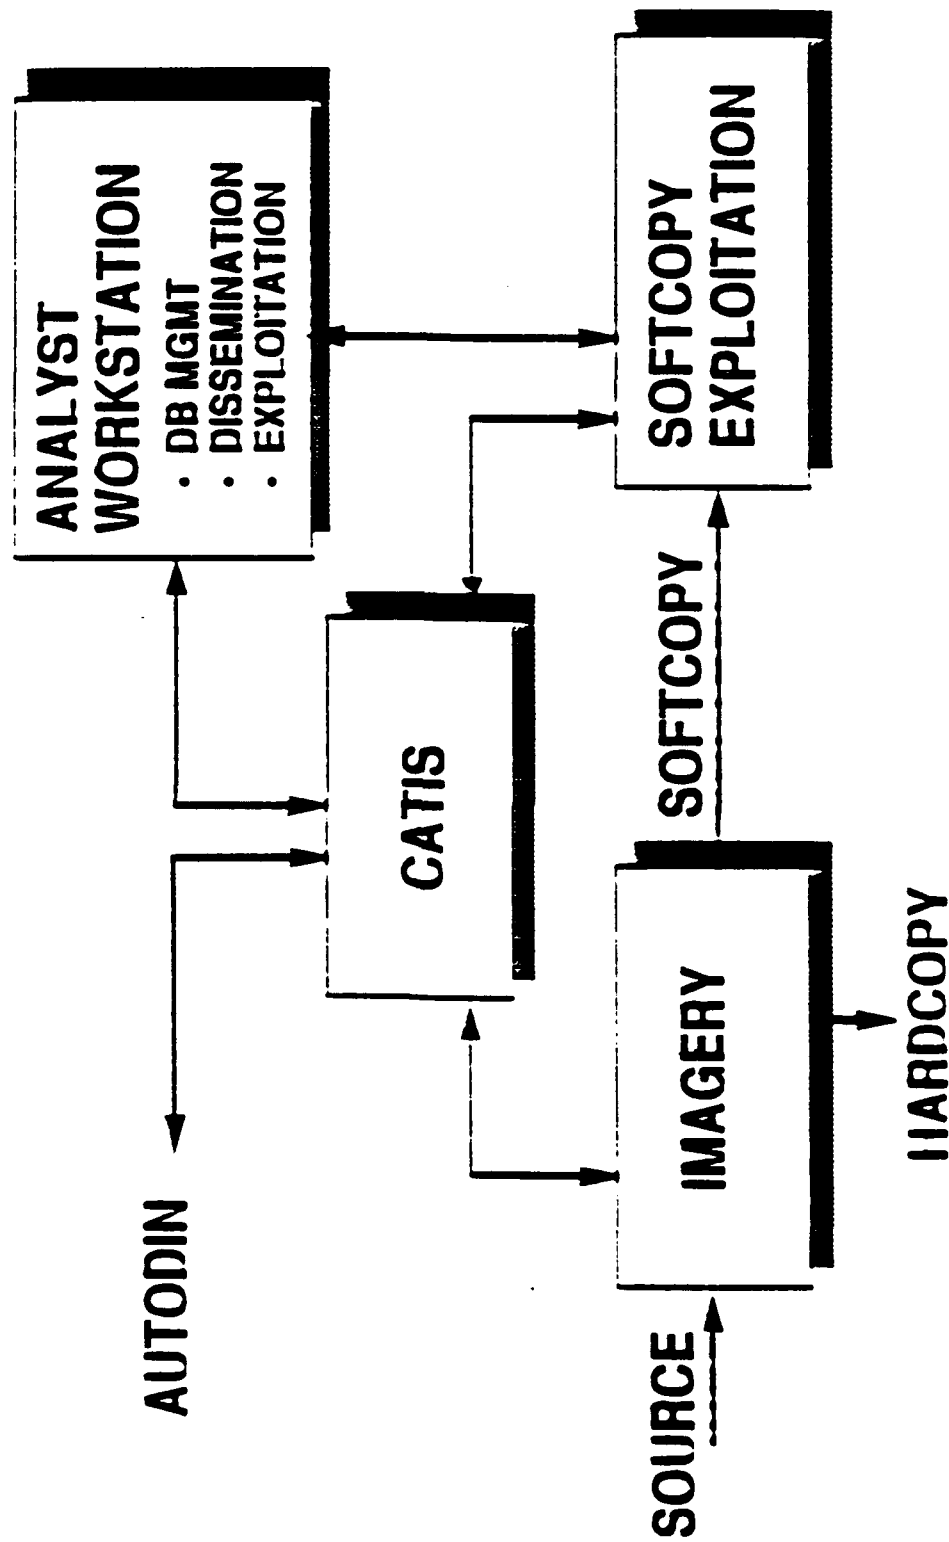 ANALYST
WORKSTATION
· DB MGMT
· DISSEMINATION
· EXPLOITATION
AUTODIN
CATIS
SOURCE
IMAGERY
SOFTCOPY
SOFTCOPY
EXPLOITATION
HARDCOPY